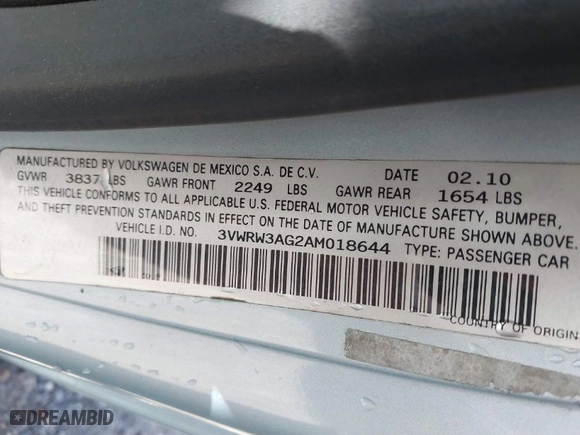 MANUFACTURED BY VOLKSWAGEN DE MEXICO S.A. DE C.V. DATE 02.10
GVWR 3837 LBS GAWR FRONT 2249 LBS GAWR REAR 1654 LBS
THIS VEHICLE CONFORMS TO ALL APPLICABLE U.S. FEDERAL MOTOR VEHICLE SAFETY, BUMPER,
AND THEFT PREVENTION STANDARDS IN EFFECT ON THE DATE OF MANUFACTURE SHOWN ABOVE.
VEHICLE I.D. NO. 3VWRW3AG2AM018644 TYPE: PASSENGER CAR
COUNTRY OF ORIGIN
DREAMBID